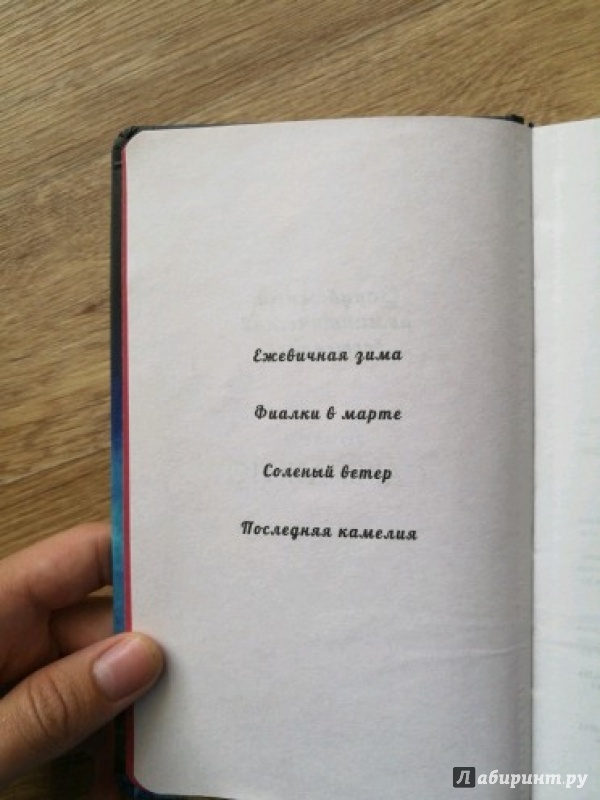 Ежевичная зима
Фиалки в марте
Соленый ветер
Последняя камелия
Лабиринт.ру